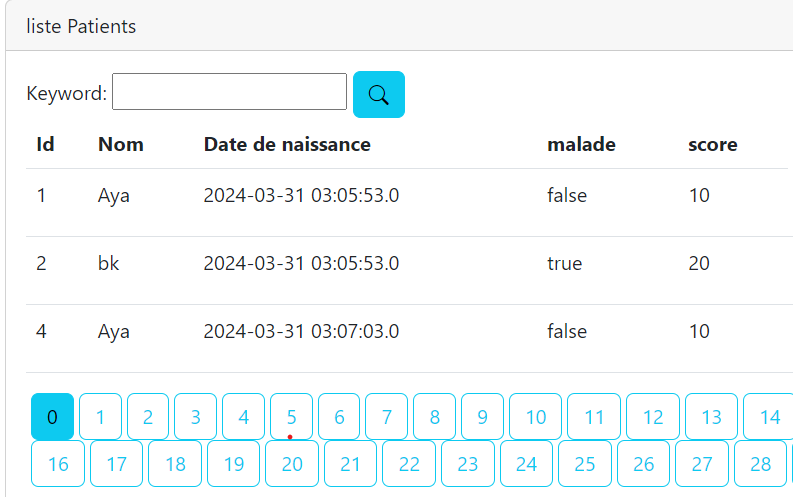 liste Patients
Keyword:
Id Nom Date de naissance malade score
1 Aya 2024-03-31 03:05:53.0 false 10
2 bk 2024-03-31 03:05:53.0 true 20
4 Aya 2024-03-31 03:07:03.0 false 10
0 1 2 3 4 5 6 7 8 9 10 11 12 13 14
16 17 18 19 20 21 22 23 24 25 26 27 28